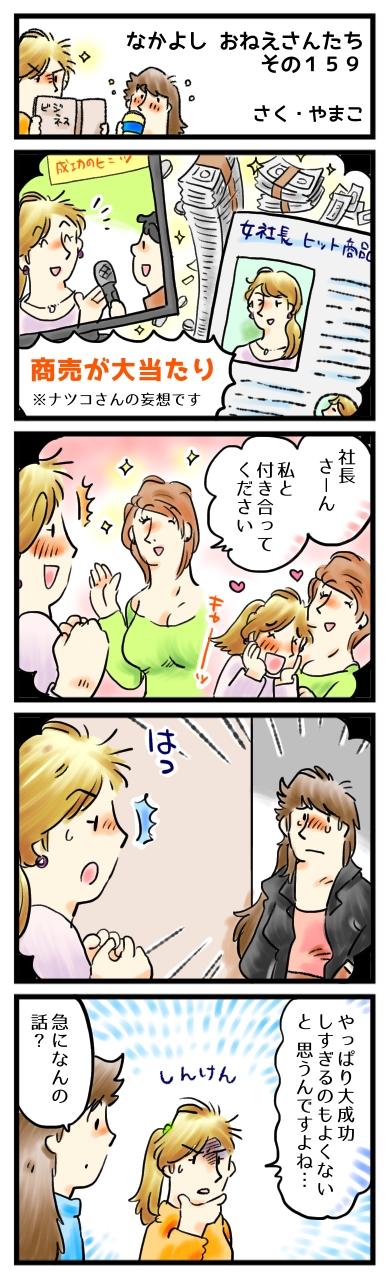 なかよし おねえさんたち
その159
さく・やまこ
ビジ
ネス
成功のヒミツ
女社長 ヒット商品
商売が大当たり
※ナツコさんの妄想です
社長
さーん
私と
付き合って
ください
ぎゅーーッ
はっ
やっぱり大成功
しすぎるのもよくない
と 思うんですよね…
しんけん
急になんの
話?